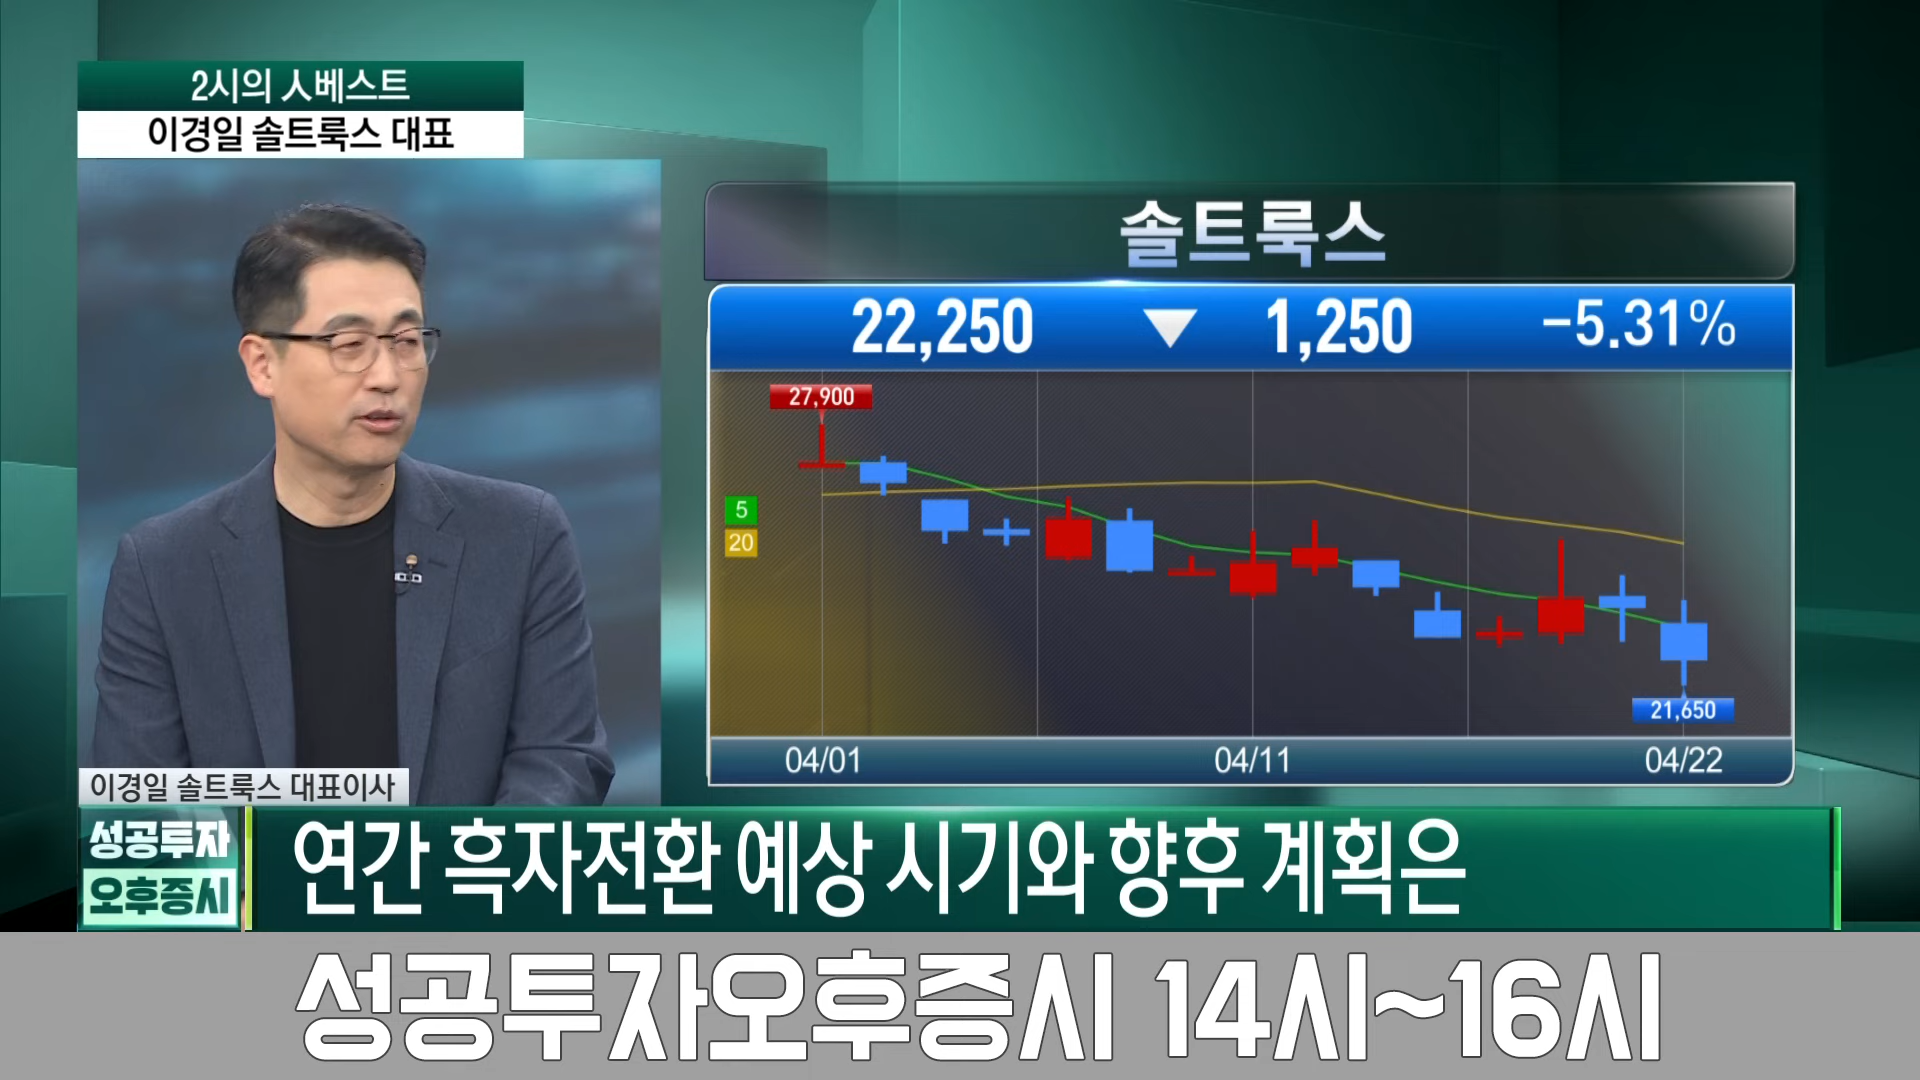 2시의 人베스트
이경일 솔트룩스 대표
솔트룩스
22,250 ▼ 1,250 -5.31%
27,900
5
20
21,650
04/01 04/11 04/22
이경일 솔트룩스 대표이사
성공투자
오후증시
연간 흑자전환 예상 시기와 향후 계획은
성공투자오후증시 14시~16시